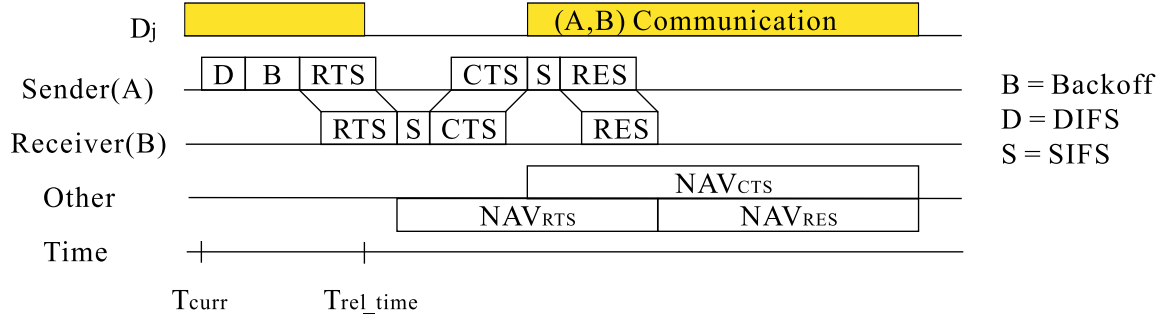 Dj (A,B) Communication
Sender(A) D B RTS CTS S RES
Receiver(B) RTS S CTS RES
Other NAVCTS
NAVRTS NAVRES
Time
Tcurr Trel_time
B = Backoff
D = DIFS
S = SIFS